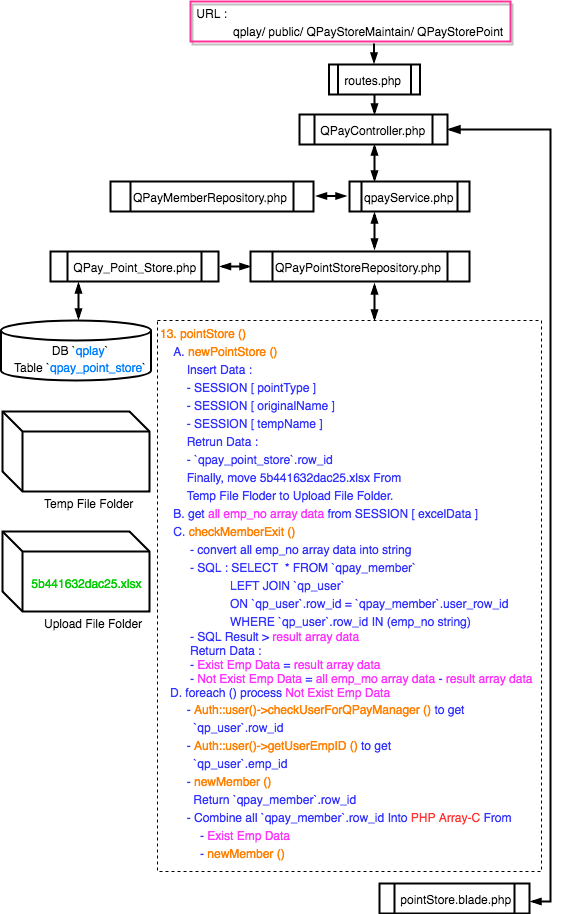 URL :
qplay/ public/ QPayStoreMaintain/ QPayStorePoint
routes.php
QPayController.php
QPayMemberRepository.php
qpayService.php
QPay_Point_Store.php
QPayPointStoreRepository.php
DB `qplay`
Table `qpay_point_store`
Temp File Folder
5b441632dac25.xlsx
Upload File Folder
13. pointStore ()
A. newPointStore ()
Insert Data :
- SESSION [ pointType ]
- SESSION [ originalName ]
- SESSION [ tempName ]
Retrun Data :
- `qpay_point_store`.row_id
Finally, move 5b441632dac25.xlsx From
Temp File Floder to Upload File Folder.
B. get all emp_no array data from SESSION [ excelData ]
C. checkMemberExit ()
- convert all emp_no array data into string
- SQL : SELECT * FROM `qpay_member`
LEFT JOIN `qp_user`
ON `qp_user`.row_id = `qpay_member`.user_row_id
WHERE `qp_user`.row_id IN (emp_no string)
- SQL Result > result array data
Return Data :
- Exist Emp Data = result array data
- Not Exist Emp Data = all emp_mo array data - result array data
D. foreach () process Not Exist Emp Data
- Auth::user()->checkUserForQPayManager () to get
`qp_user`.row_id
- Auth::user()->getUserEmpID () to get
`qp_user`.emp_id
- newMember ()
Return `qpay_member`.row_id
- Combine all `qpay_member`.row_id Into PHP Array-C From
- Exist Emp Data
- newMember ()
pointStore.blade.php